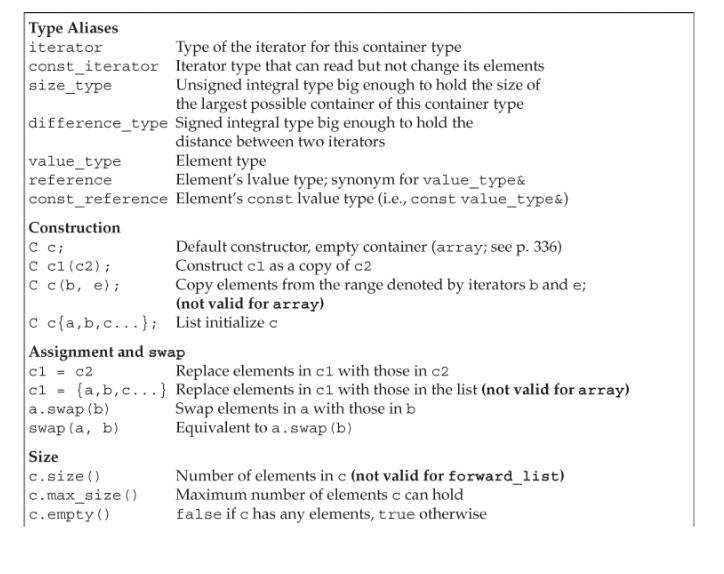 Type Aliases
iterator Type of the iterator for this container type
const_iterator Iterator type that can read but not change its elements
size_type Unsigned integral type big enough to hold the size of
the largest possible container of this container type
difference_type Signed integral type big enough to hold the
distance between two iterators
value_type Element type
reference Element's lvalue type; synonym for value_type&
const_reference Element's const lvalue type (i.e., const value_type&)
Construction
C c; Default constructor, empty container (array; see p. 336)
C c1(c2); Construct c1 as a copy of c2
C c(b, e); Copy elements from the range denoted by iterators b and e;
(not valid for array)
C c{a,b,c...}; List initialize c
Assignment and swap
c1 = c2 Replace elements in c1 with those in c2
c1 = {a,b,c...} Replace elements in c1 with those in the list (not valid for array)
a.swap(b) Swap elements in a with those in b
swap(a, b) Equivalent to a.swap(b)
Size
c.size() Number of elements in c (not valid for forward_list)
c.max_size() Maximum number of elements c can hold
c.empty() false if c has any elements, true otherwise